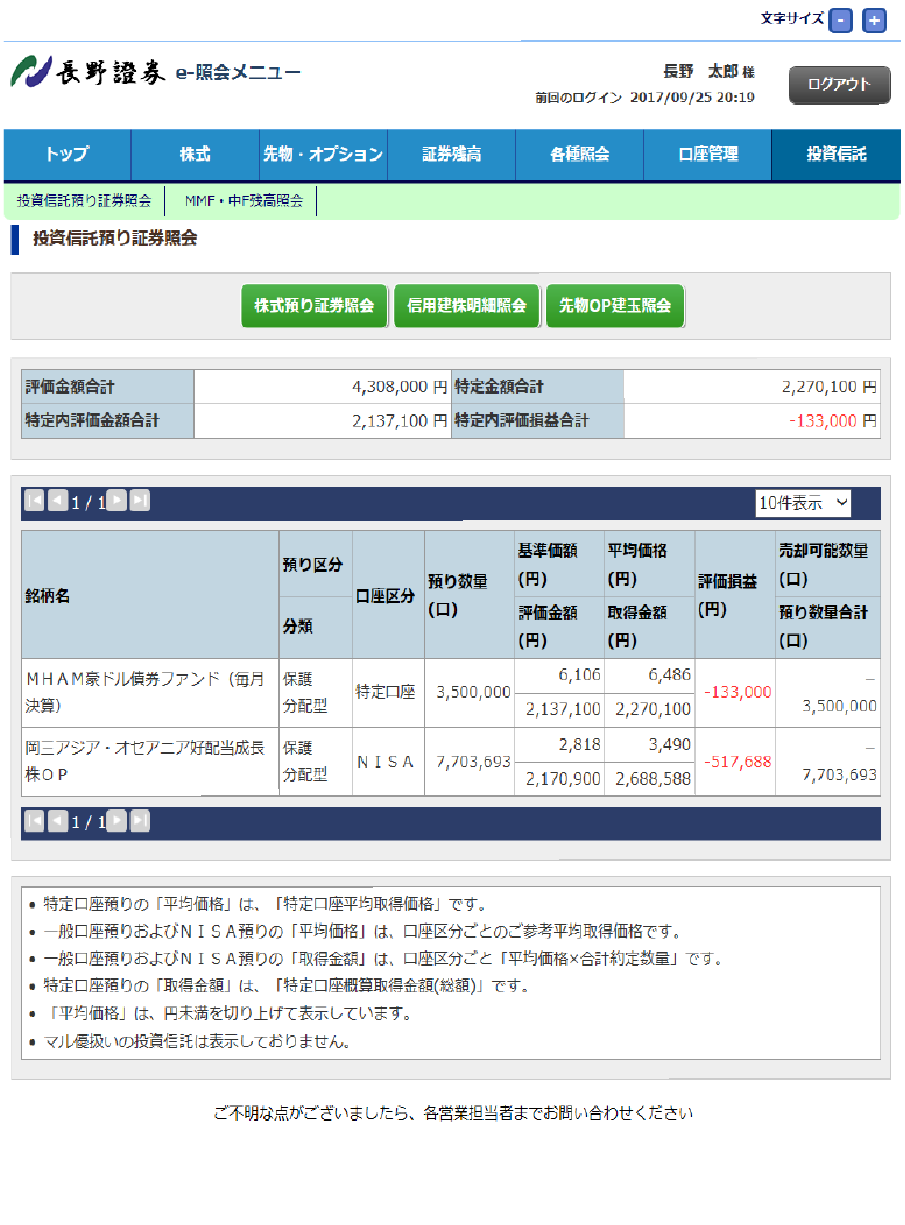 文字サイズ - +
長野證券 e-照会メニュー
長野 太郎 様
前回のログイン 2017/09/25 20:19
ログアウト
トップ 株式 先物・オプション 証券残高 各種照会 口座管理 投資信託
投資信託預り証券照会 MMF・中F残高照会
投資信託預り証券照会
株式預り証券照会 信用建株明細照会 先物OP建玉照会
評価金額合計 4,308,000 円 特定金額合計 2,270,100 円
特定内評価金額合計 2,137,100 円 特定内評価損益合計 -133,000 円
1 / 1 10件表示
銘柄名
預り区分
分類
口座区分
預り数量
(口)
基準価額
(円)
評価金額
(円)
平均価格
(円)
取得金額
(円)
評価損益
(円)
売却可能数量
(口)
預り数量合計
(口)
MHAM豪ドル債券ファンド(毎月
決算)
保護
分配型
特定口座
3,500,000
6,106
2,137,100
6,486
2,270,100
-133,000
–
3,500,000
岡三アジア・オセアニア好配当成長
株OP
保護
分配型
NISA
7,703,693
2,818
2,170,900
3,490
2,688,588
-517,688
–
7,703,693
1 / 1
• 特定口座預りの「平均価格」は、「特定口座平均取得価格」です。
• 一般口座預りおよびNISA預りの「平均価格」は、口座区分ごとのご参考平均取得価格です。
• 一般口座預りおよびNISA預りの「取得金額」は、口座区分ごと「平均価格×合計約定数量」です。
• 特定口座預りの「取得金額」は、「特定口座概算取得金額(総額)」です。
• 「平均価格」は、円未満を切り上げて表示しています。
• マル優扱いの投資信託は表示しておりません。
ご不明な点がございましたら、各営業担当者までお問い合わせください